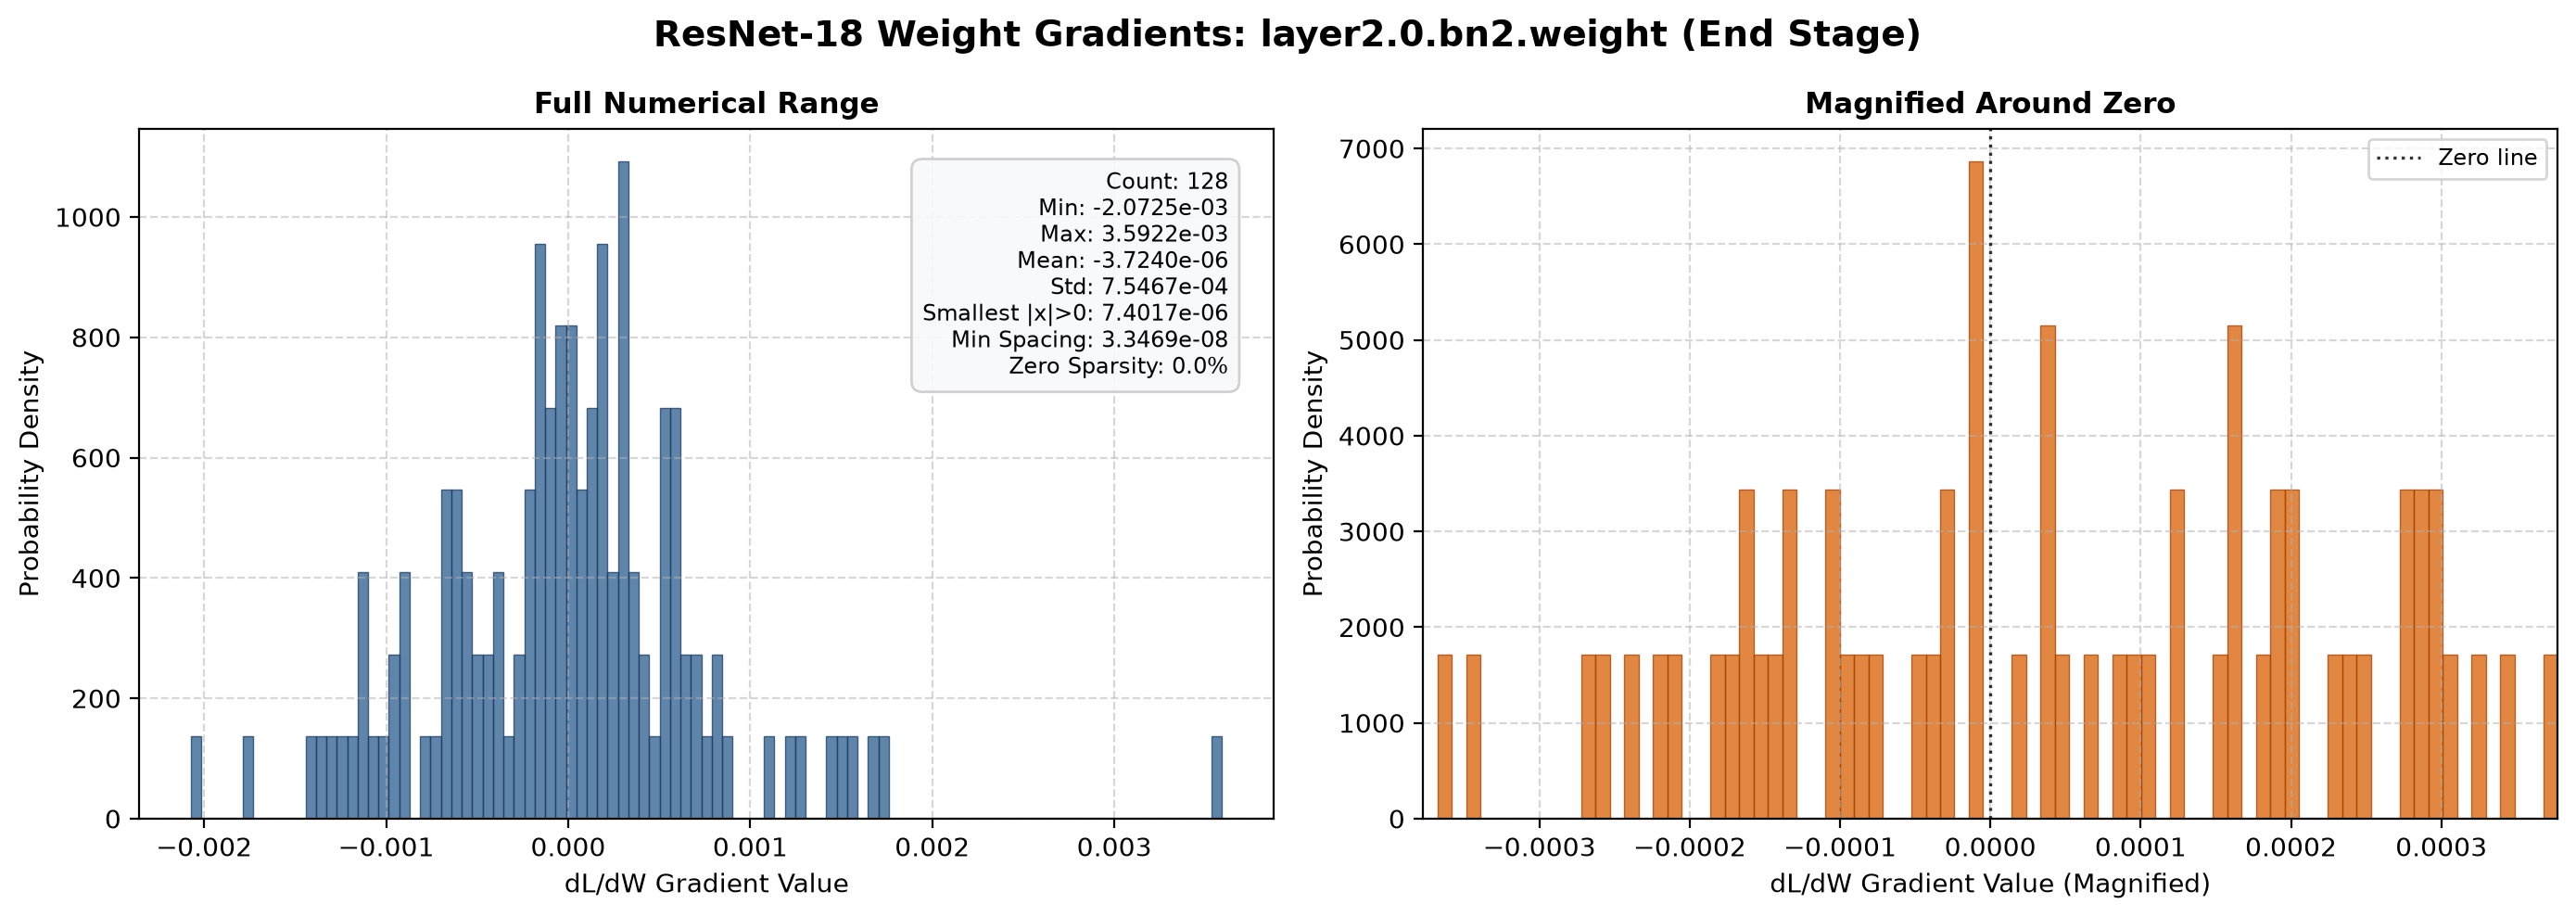 ResNet-18 Weight Gradients: layer2.0.bn2.weight (End Stage)
Full Numerical Range
Probability Density
1000
800
600
400
200
0
Count: 128
Min: -2.0725e-03
Max: 3.5922e-03
Mean: -3.7240e-06
Std: 7.5467e-04
Smallest |x|>0: 7.4017e-06
Min Spacing: 3.3469e-08
Zero Sparsity: 0.0%
−0.002 −0.001 0.000 0.001 0.002 0.003
dL/dW Gradient Value
Magnified Around Zero
Probability Density
7000
6000
5000
4000
3000
2000
1000
0
Zero line
−0.0003 −0.0002 −0.0001 0.0000 0.0001 0.0002 0.0003
dL/dW Gradient Value (Magnified)